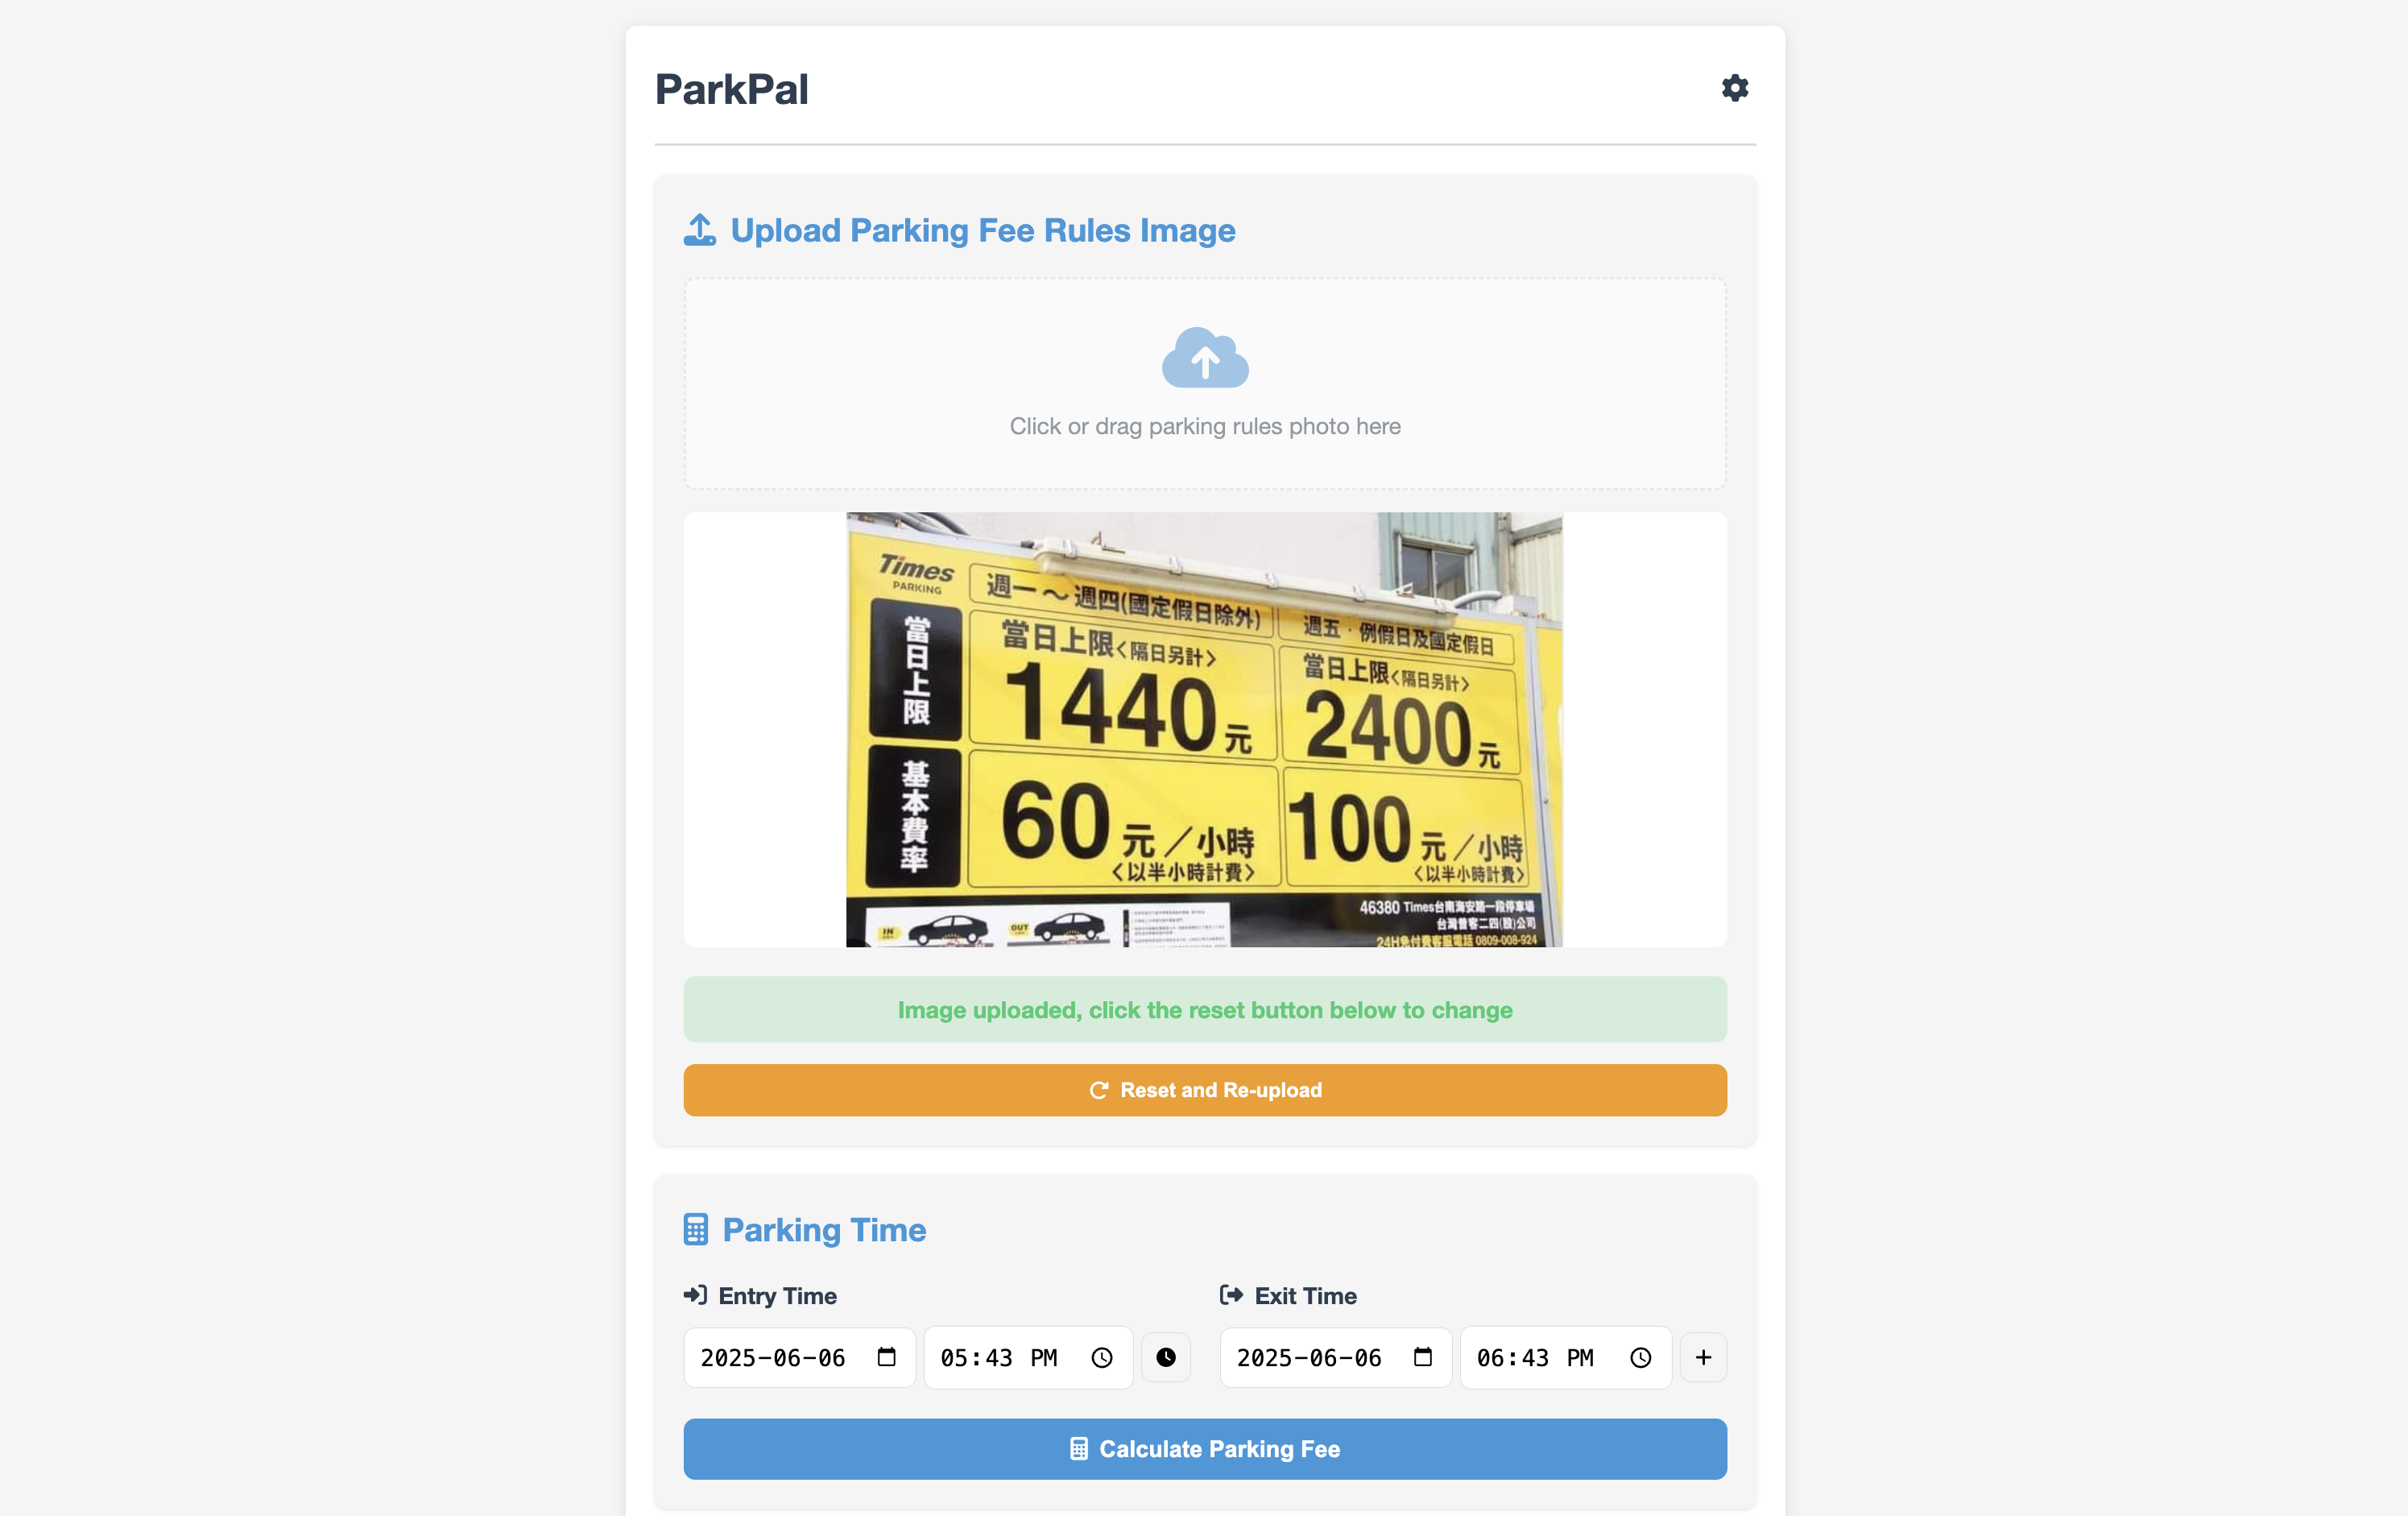 ParkPal
Upload Parking Fee Rules Image
Click or drag parking rules photo here
Times
PARKING
週一～週四(國定假日除外)
週五·例假日及國定假日
當日上限
當日上限<隔日另計>
1440元
當日上限<隔日另計>
2400元
基本費率
60元／小時
<以半小時計費>
100元／小時
<以半小時計費>
IN
OUT
46380 Times台南海安路一段停車場
台灣普客二四(股)公司
24H免付費客服電話 0809-008-924
Image uploaded, click the reset button below to change
Reset and Re-upload
Parking Time
Entry Time
Exit Time
2025-06-06 05:43 PM
2025-06-06 06:43 PM
+
Calculate Parking Fee